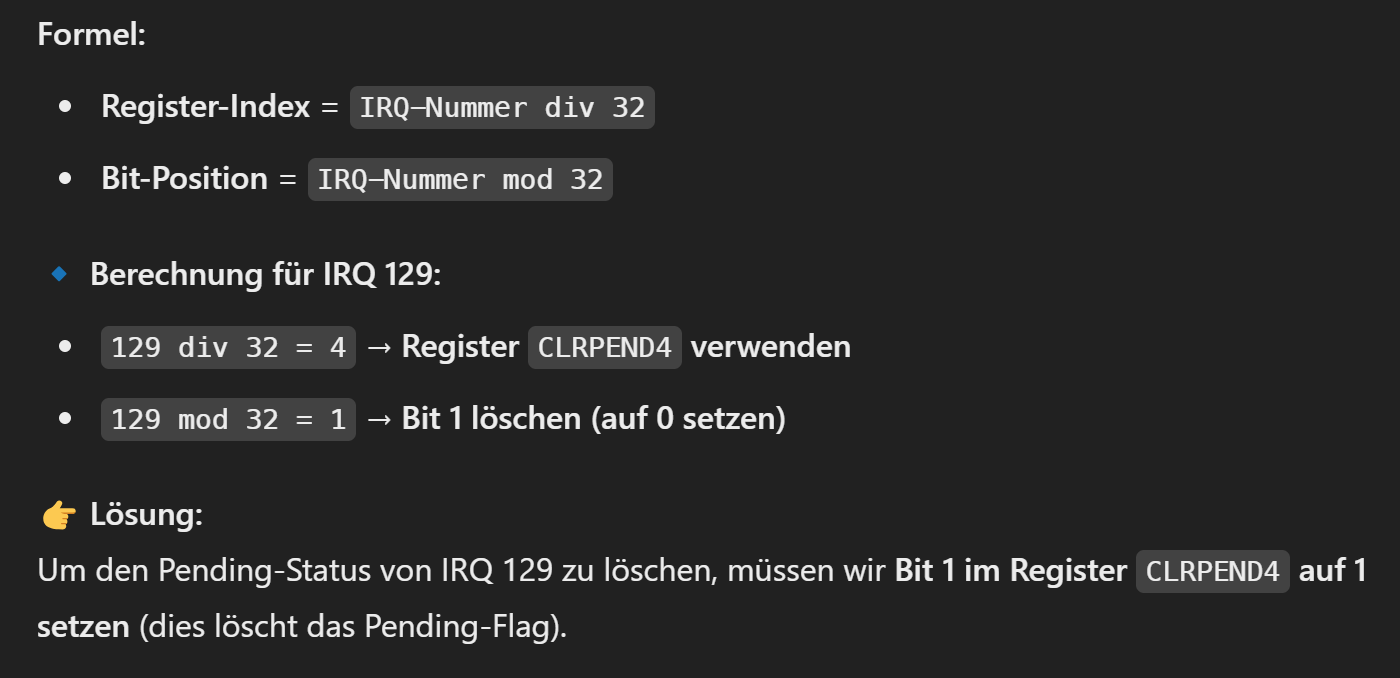 Formel:
• Register-Index = IRQ–Nummer div 32
• Bit-Position = IRQ–Nummer mod 32
🔹 Berechnung für IRQ 129:
• 129 div 32 = 4 → Register CLRPEND4 verwenden
• 129 mod 32 = 1 → Bit 1 löschen (auf 0 setzen)
👉 Lösung:
Um den Pending-Status von IRQ 129 zu löschen, müssen wir Bit 1 im Register CLRPEND4 auf 1
setzen (dies löscht das Pending-Flag).